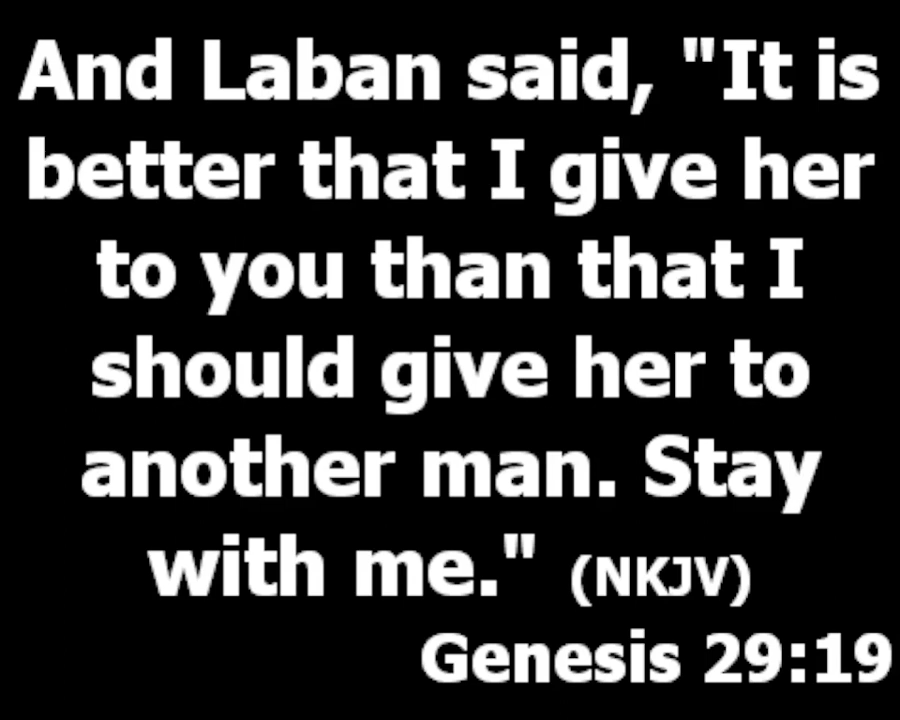 And Laban said, "It is
better that I give her
to you than that I
should give her to
another man. Stay
with me." (NKJV)
Genesis 29:19